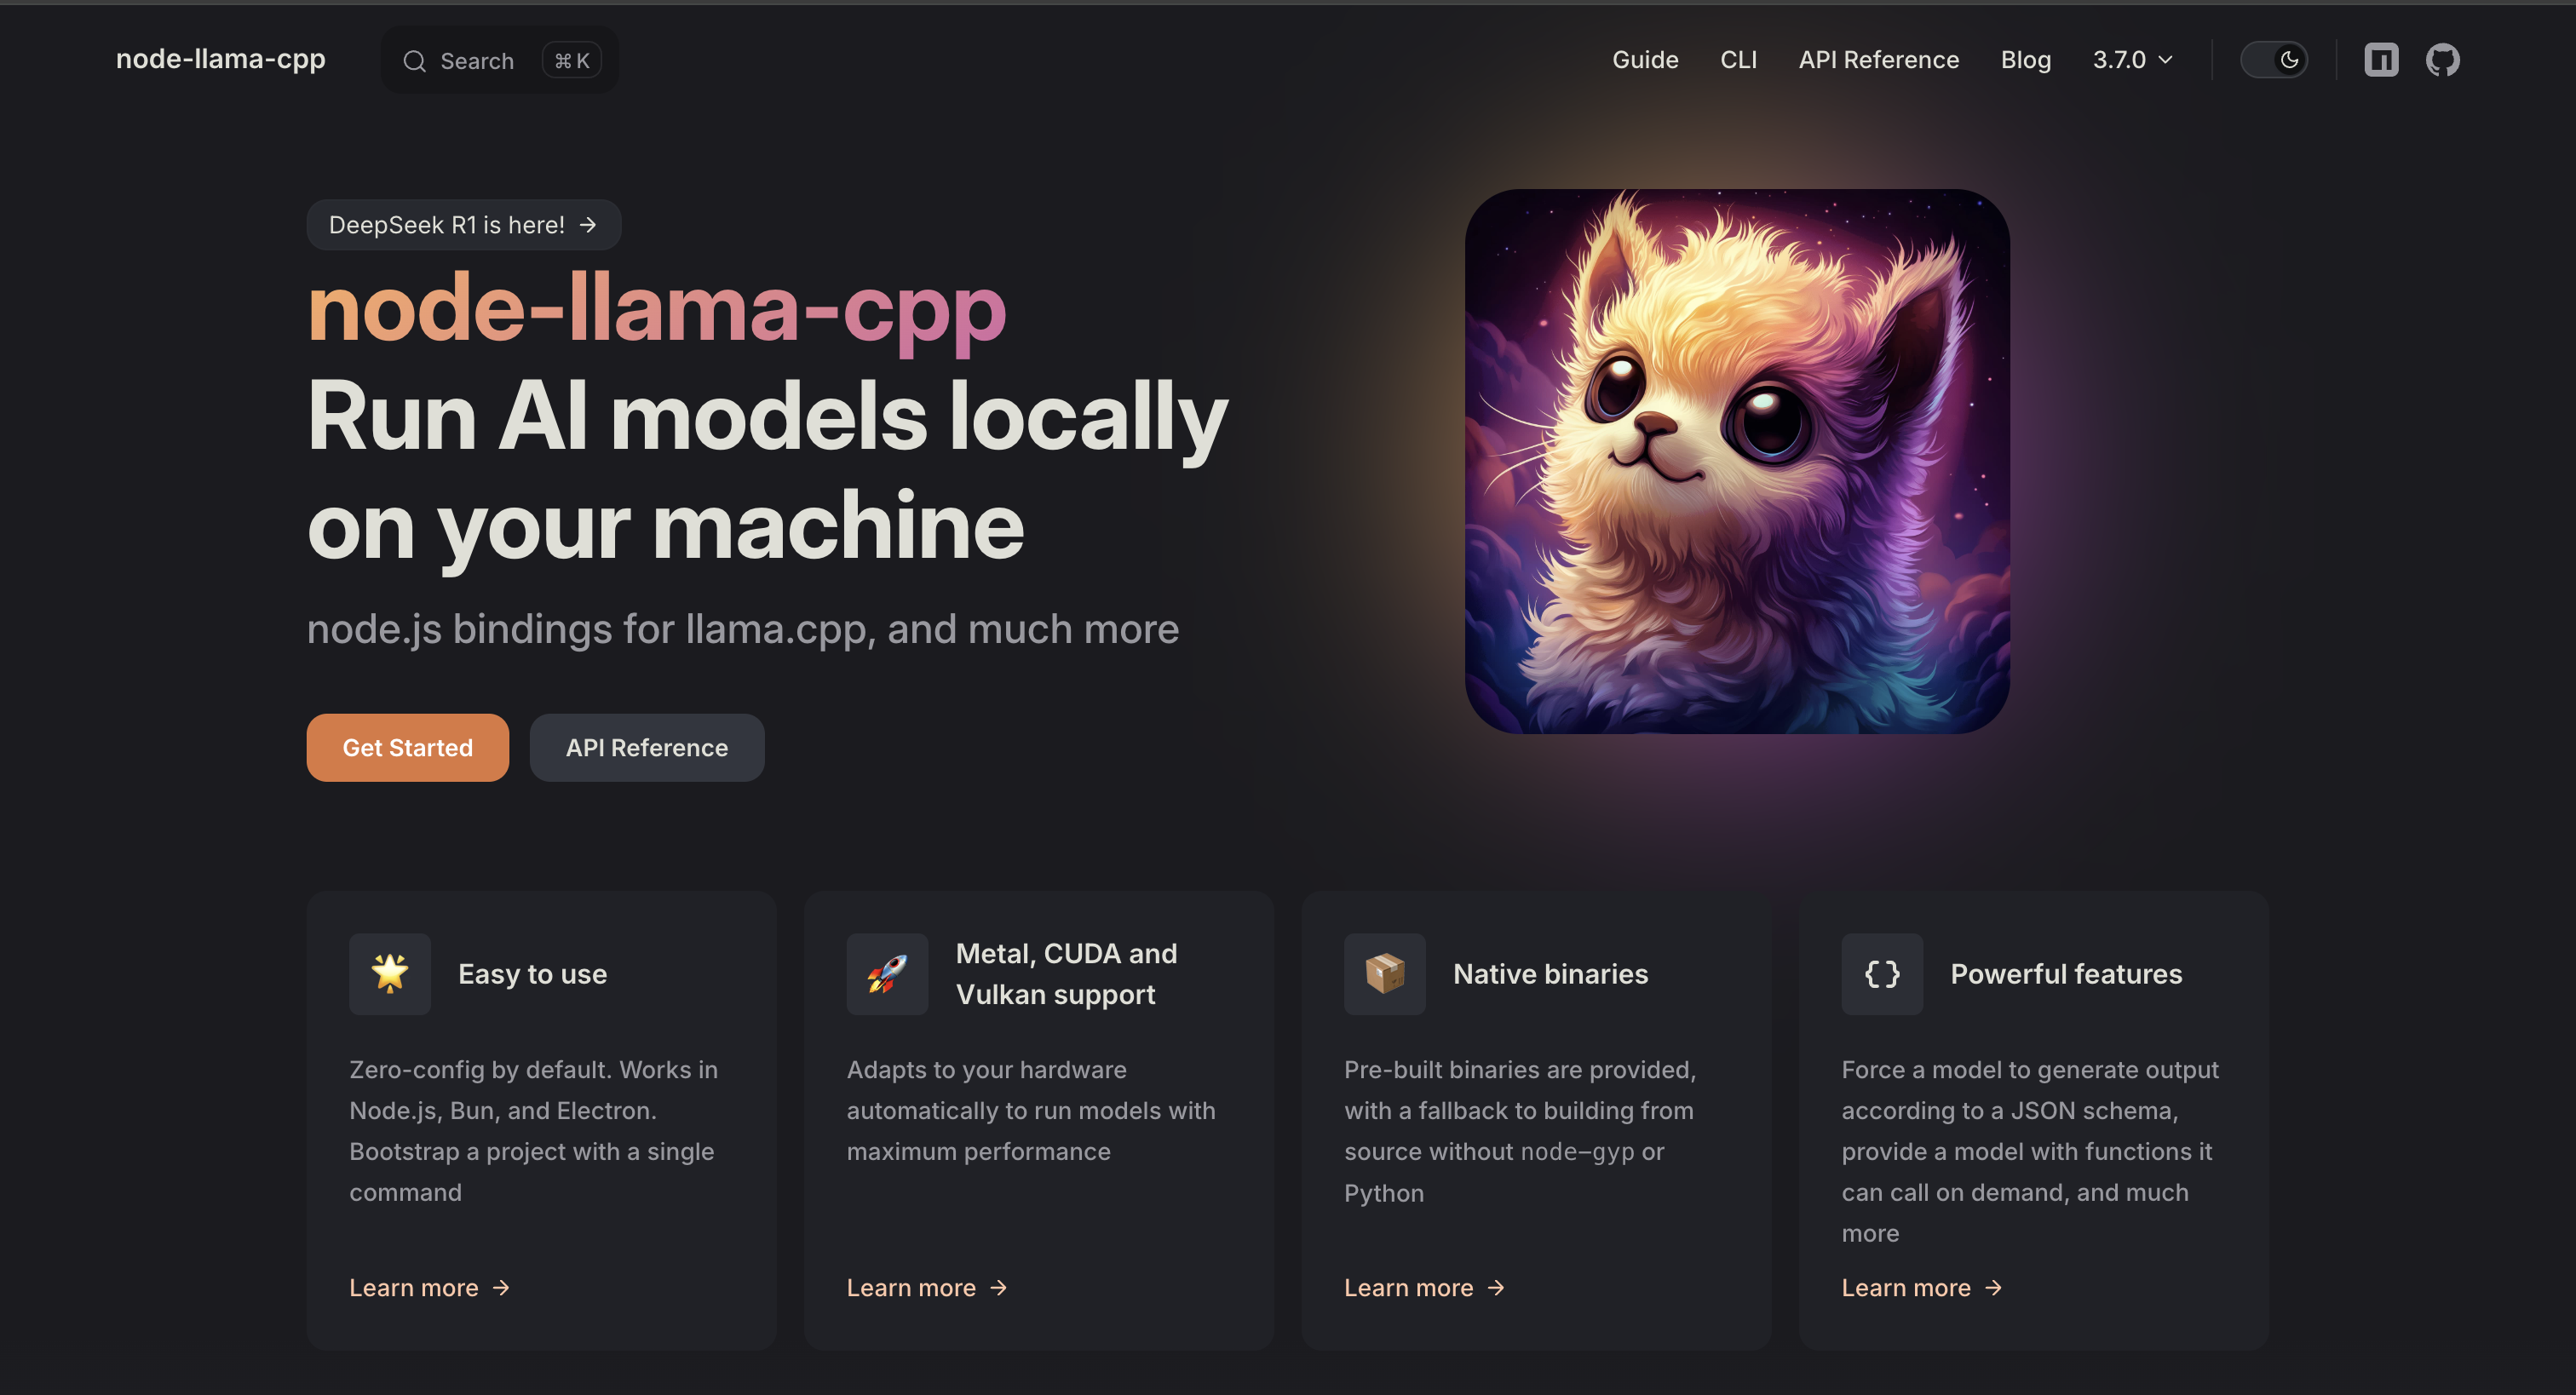 node-llama-cpp
Search ⌘ K
Guide CLI API Reference Blog 3.7.0
DeepSeek R1 is here! →
node-llama-cpp
Run AI models locally
on your machine
node.js bindings for llama.cpp, and much more
Get Started API Reference
Easy to use
Zero-config by default. Works in
Node.js, Bun, and Electron.
Bootstrap a project with a single
command
Learn more →
Metal, CUDA and
Vulkan support
Adapts to your hardware
automatically to run models with
maximum performance
Learn more →
Native binaries
Pre-built binaries are provided,
with a fallback to building from
source without node-gyp or
Python
Learn more →
{} Powerful features
Force a model to generate output
according to a JSON schema,
provide a model with functions it
can call on demand, and much
more
Learn more →